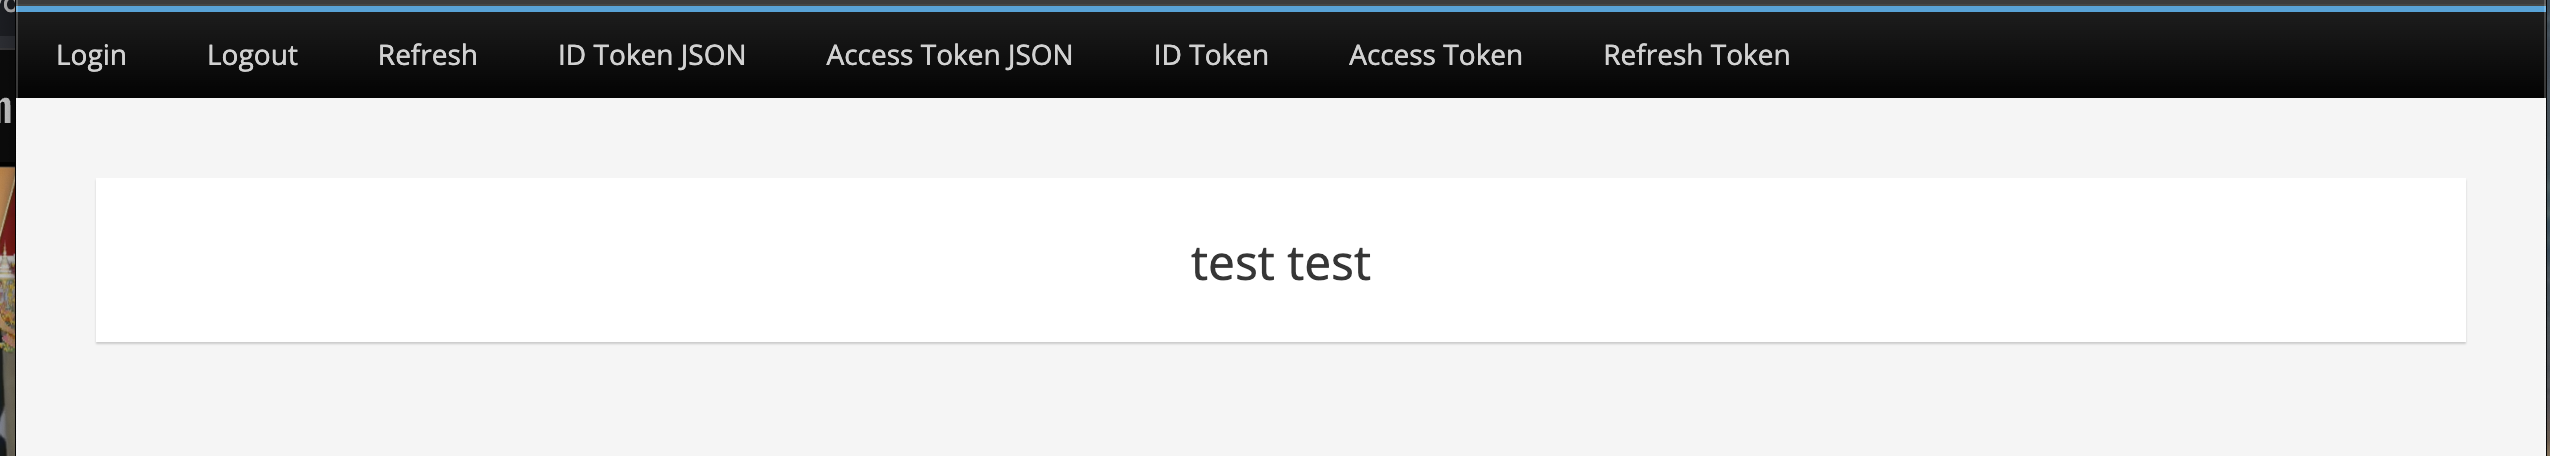 Login Logout Refresh ID Token JSON Access Token JSON ID Token Access Token Refresh Token
test test